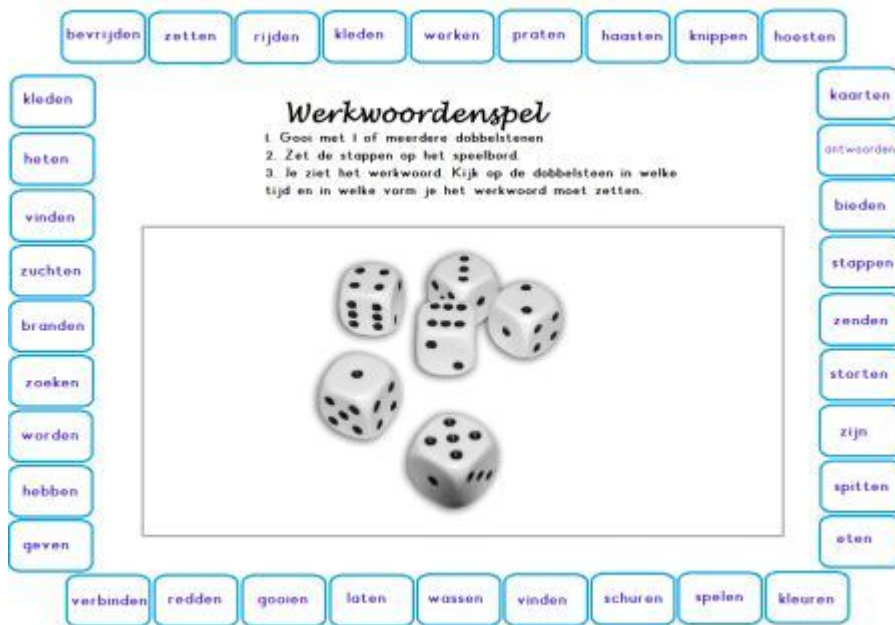 bevrijden zetten rijden kleden werken praten haasten knippen hoesten
kleden
heten
vinden
zuchten
branden
zoeken
worden
hebben
geven
Werkwoordenspel
1. Gooi met 1 of meerdere dobbelstenen
2. Zet de stappen op het speelbord.
3. Je ziet het werkwoord. Kijk op de dobbelsteen in welke
tijd en in welke vorm je het werkwoord moet zetten.
kaarten
antwoorden
bieden
stappen
zenden
storten
zijn
spitten
eten
verbinden redden gooien laten wassen vinden schuren spelen kleuren